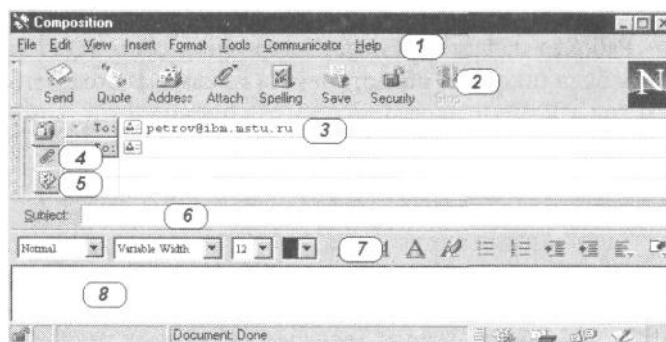 Composition
File Edit View Insert Format Tools Communicator Help 1
Send Quote Address Attach Spelling Save Security Stop 2
N
To: petrov@ibm.mstu.ru 3
4 To:
5
Subject: 6
Normal Variable Width 12 7 A
8
Document: Done